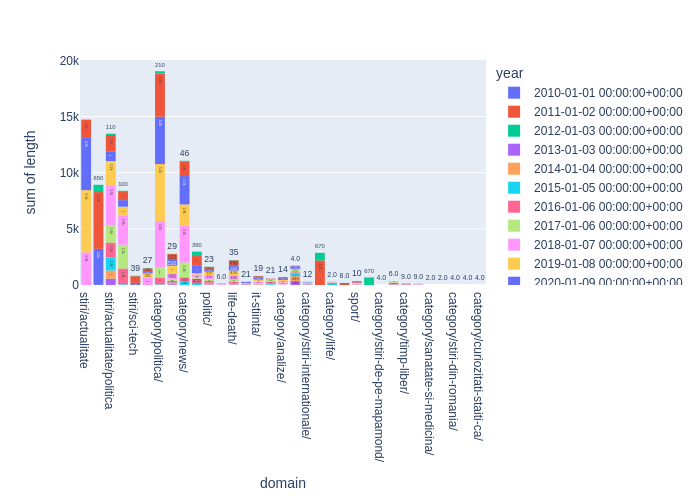 20k
15k
10k
5k
0
sum of length
210
110
650
100
39
27
29
46
390
23
6.0
35
21
19
21
14
4.0
12
670
2.0
8.0
10
670
4.0
6.0
9.0
9.0
2.0
2.0
4.0
4.0
4.0
stiri/actualitate
stiri/actualitate/politica
stiri/sci-tech
category/politica/
category/news/
politic/
life-death/
it-stiinta/
category/analize/
category/stiri-internationale/
category/life/
sport/
category/stiri-de-pe-mapamond/
category/timp-liber/
category/sanatate-si-medicina/
category/stiri-din-romania/
category/curiozitati-staiti-ca/
domain
year
2010-01-01 00:00:00+00:00
2011-01-02 00:00:00+00:00
2012-01-03 00:00:00+00:00
2013-01-03 00:00:00+00:00
2014-01-04 00:00:00+00:00
2015-01-05 00:00:00+00:00
2016-01-06 00:00:00+00:00
2017-01-06 00:00:00+00:00
2018-01-07 00:00:00+00:00
2019-01-08 00:00:00+00:00
2020-01-09 00:00:00+00:00